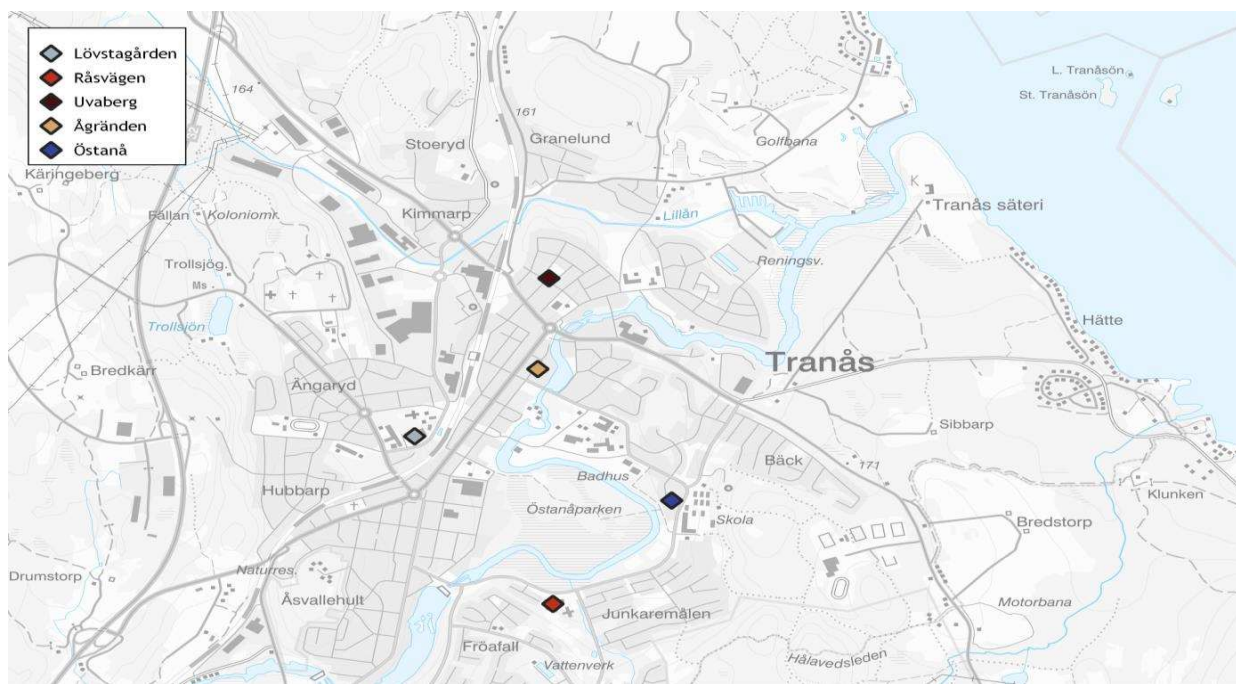 Lövstagården
Råsvägen
Uvaberg
Ågränden
Östanå
164
161
L. Tranåsön
St. Tranåsön
Stoeryd
Granelund
Golfbana
Käringeberg
Fållan
Koloniomr.
Kimmarp
Lillån
K
Tranås säteri
Trollsjög.
Ms
Reningsv.
Trollsjön
Hätte
Bredkärr
Ängaryd
Tranås
Sibbarp
Hubbarp
Badhus
Bäck
171
Klunken
Östanåparken
Skola
Bredstorp
Drumstorp
Naturres.
Åsvallehult
Junkaremålen
Motorbana
Fröafall
Vattenverk
Hålavedsleden